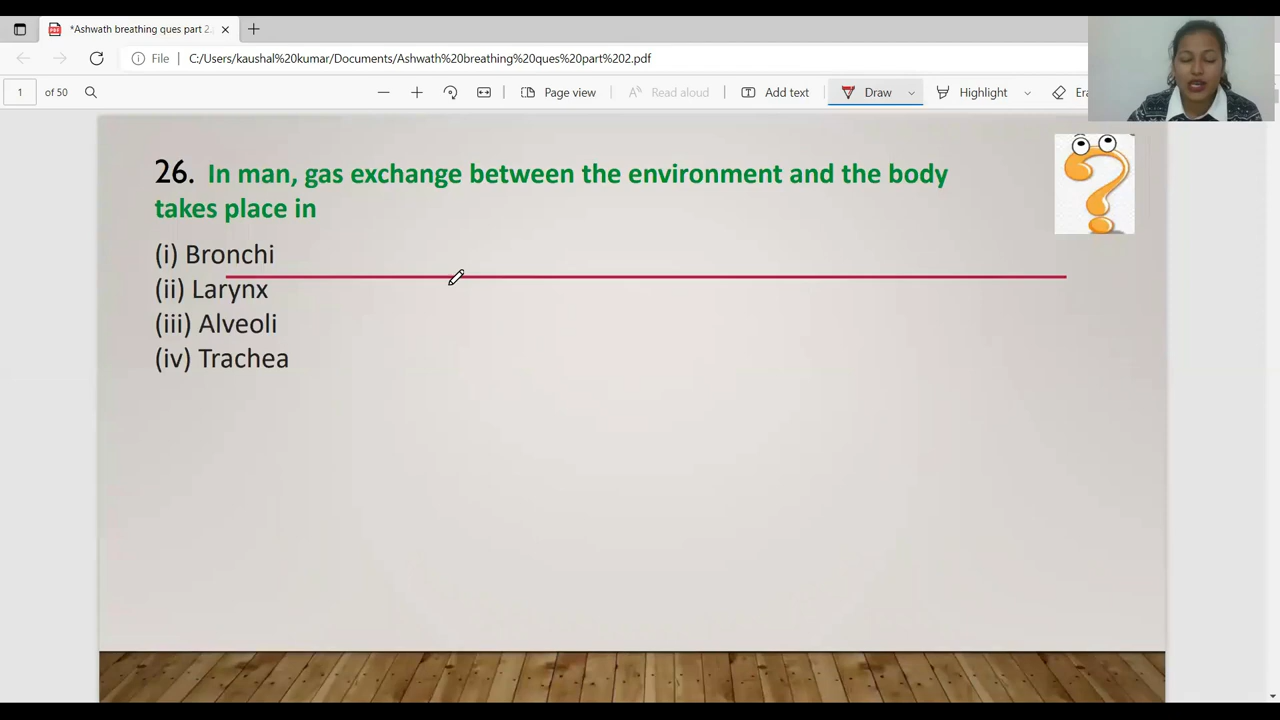 *Ashwath breathing ques part 2.
File
C:/Users/kaushal%20kumar/Documents/Ashwath%20breathing%20ques%20part%202.pdf
1 of 50
Page view
Read aloud
Add text
Draw
Highlight
Era
26. In man, gas exchange between the environment and the body
takes place in
(i) Bronchi
(ii) Larynx
(iii) Alveoli
(iv) Trachea